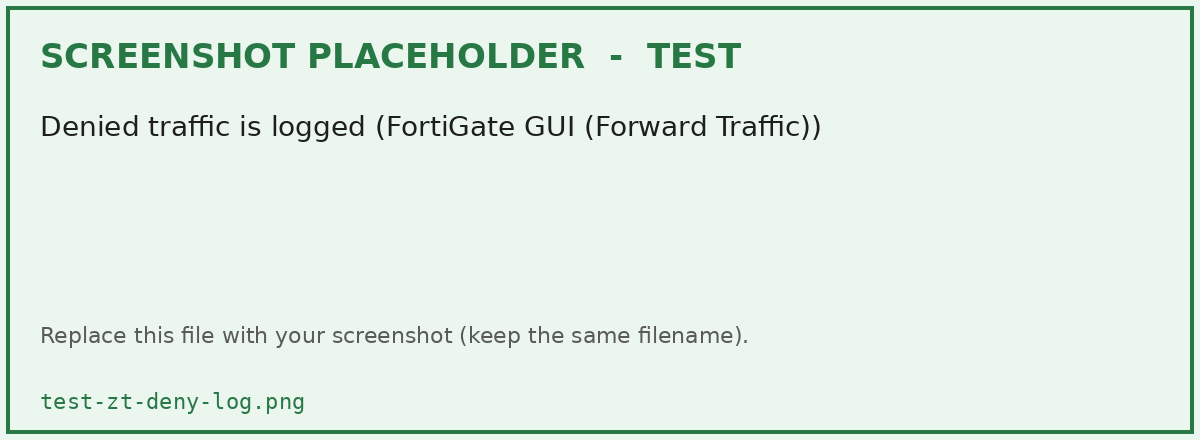 SCREENSHOT PLACEHOLDER - TEST
Denied traffic is logged (FortiGate GUI (Forward Traffic))
Replace this file with your screenshot (keep the same filename).
test-zt-deny-log.png